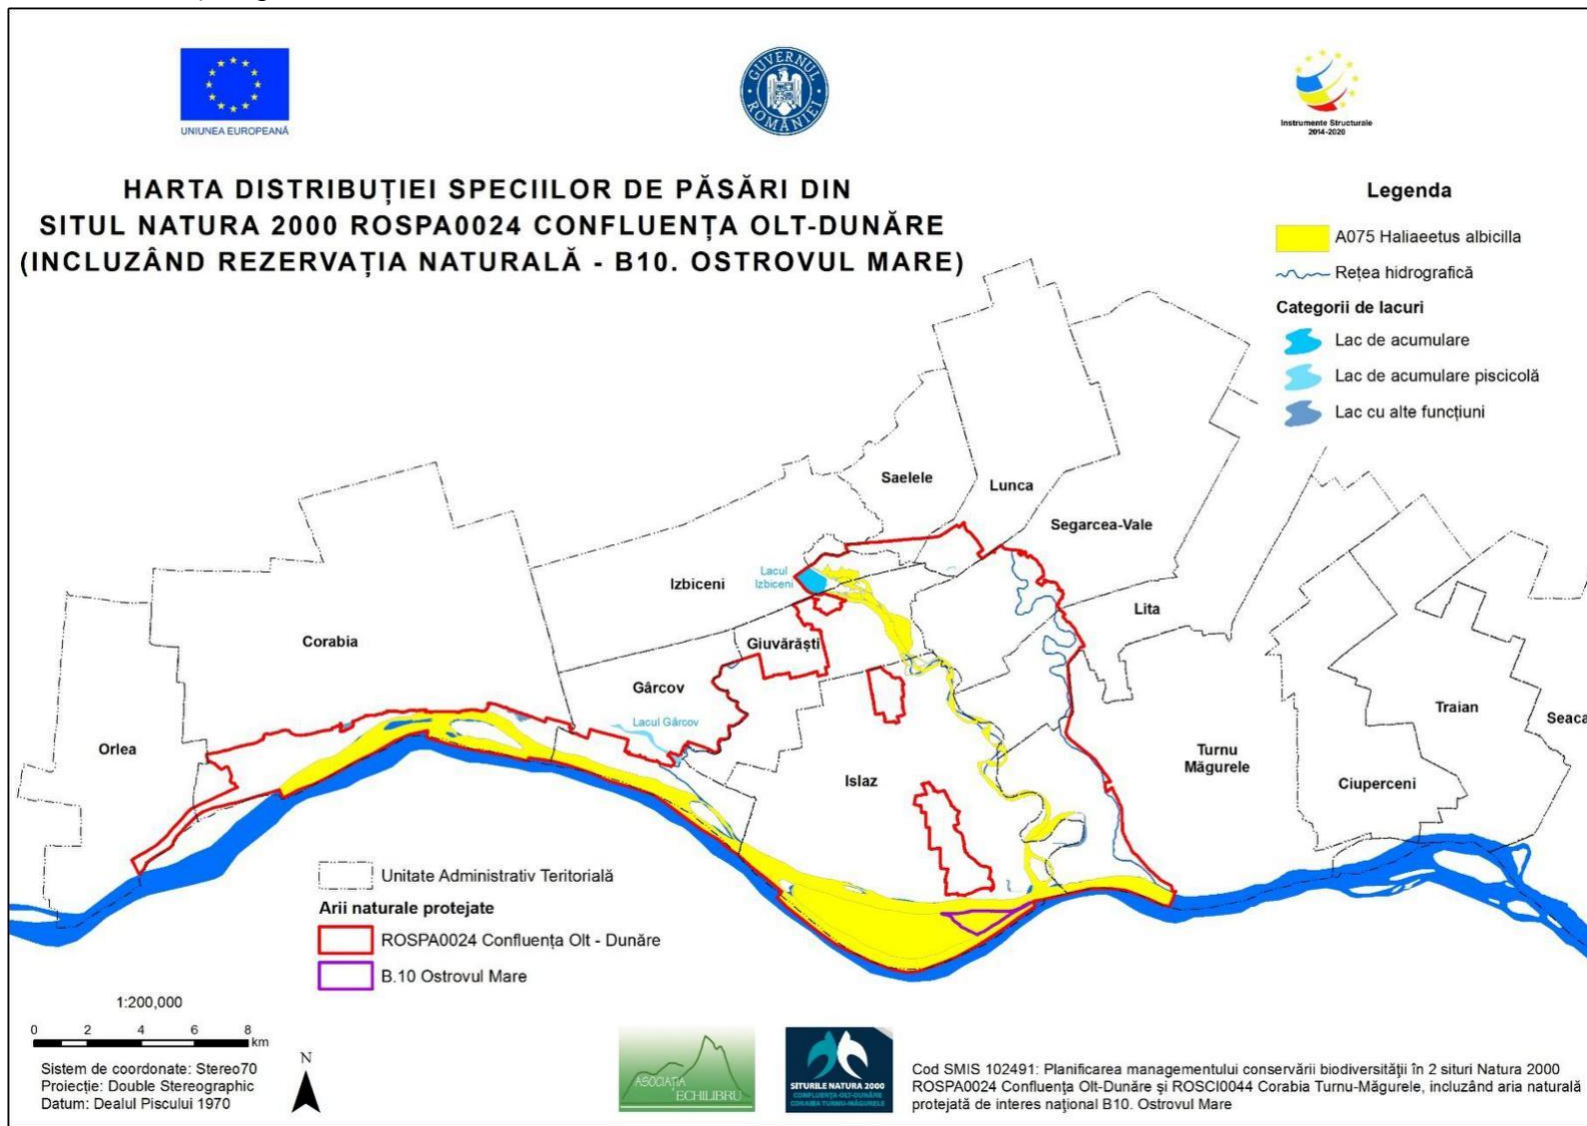 UNIUNEA EUROPEANĂ
GUVERNUL ROMÂNIEI
Instrumente Structurale
2014-2020
HARTA DISTRIBUȚIEI SPECIILOR DE PĂSĂRI DIN
SITUL NATURA 2000 ROSPA0024 CONFLUENȚA OLT-DUNĂRE
(INCLUZÂND REZERVAȚIA NATURALĂ - B10. OSTROVUL MARE)
Legenda
A075 Haliaeetus albicilla
Rețea hidrografică
Categorii de lacuri
Lac de acumulare
Lac de acumulare piscicolă
Lac cu alte funcțiuni
Saelele
Lunca
Segarcea-Vale
Lacul
Izbiceni
Izbiceni
Lita
Corabia
Giuvărăști
Gârcov
Lacul Gârcov
Traian
Seaca
Orlea
Turnu
Măgurele
Islaz
Ciuperceni
Unitate Administrativ Teritorială
Arii naturale protejate
ROSPA0024 Confluența Olt - Dunăre
B.10 Ostrovul Mare
1:200,000
0 2 4 6 8
km
N
Sistem de coordonate: Stereo70
Proiecție: Double Stereographic
Datum: Dealul Piscului 1970
ASOCIAȚIA
ECHILIBRU
SITURILE NATURA 2000
CONFLUENȚA OLT-DUNĂRE
CORABIA TURNU-MĂGURELE
Cod SMIS 102491: Planificarea managementului conservării biodiversității în 2 situri Natura 2000
ROSPA0024 Confluența Olt-Dunăre și ROSCI0044 Corabia Turnu-Măgurele, incluzând aria naturală
protejată de interes național B10. Ostrovul Mare